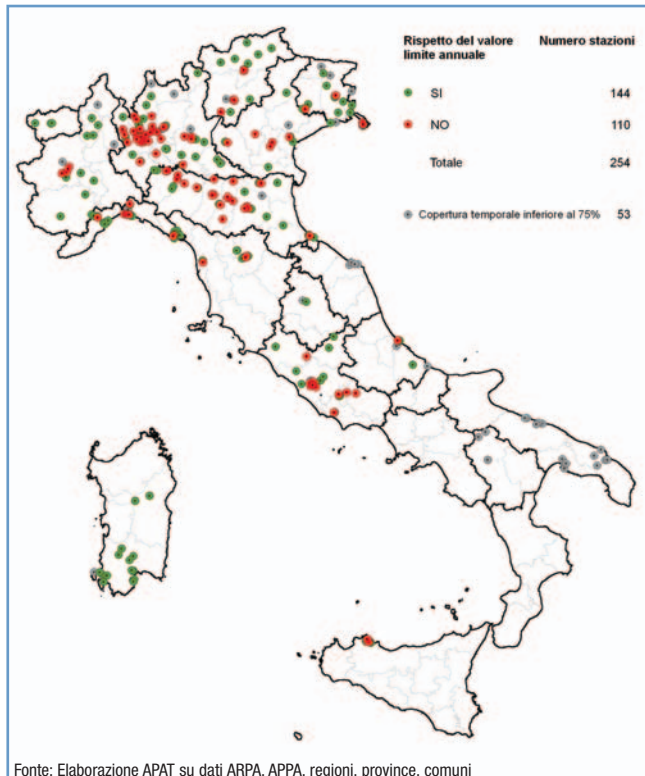 Rispetto del valore Numero stazioni
limite annuale
SI 144
NO 110
Totale 254
Copertura temporale inferiore al 75% 53
Fonte: Elaborazione APAT su dati ARPA, APPA, regioni, province, comuni